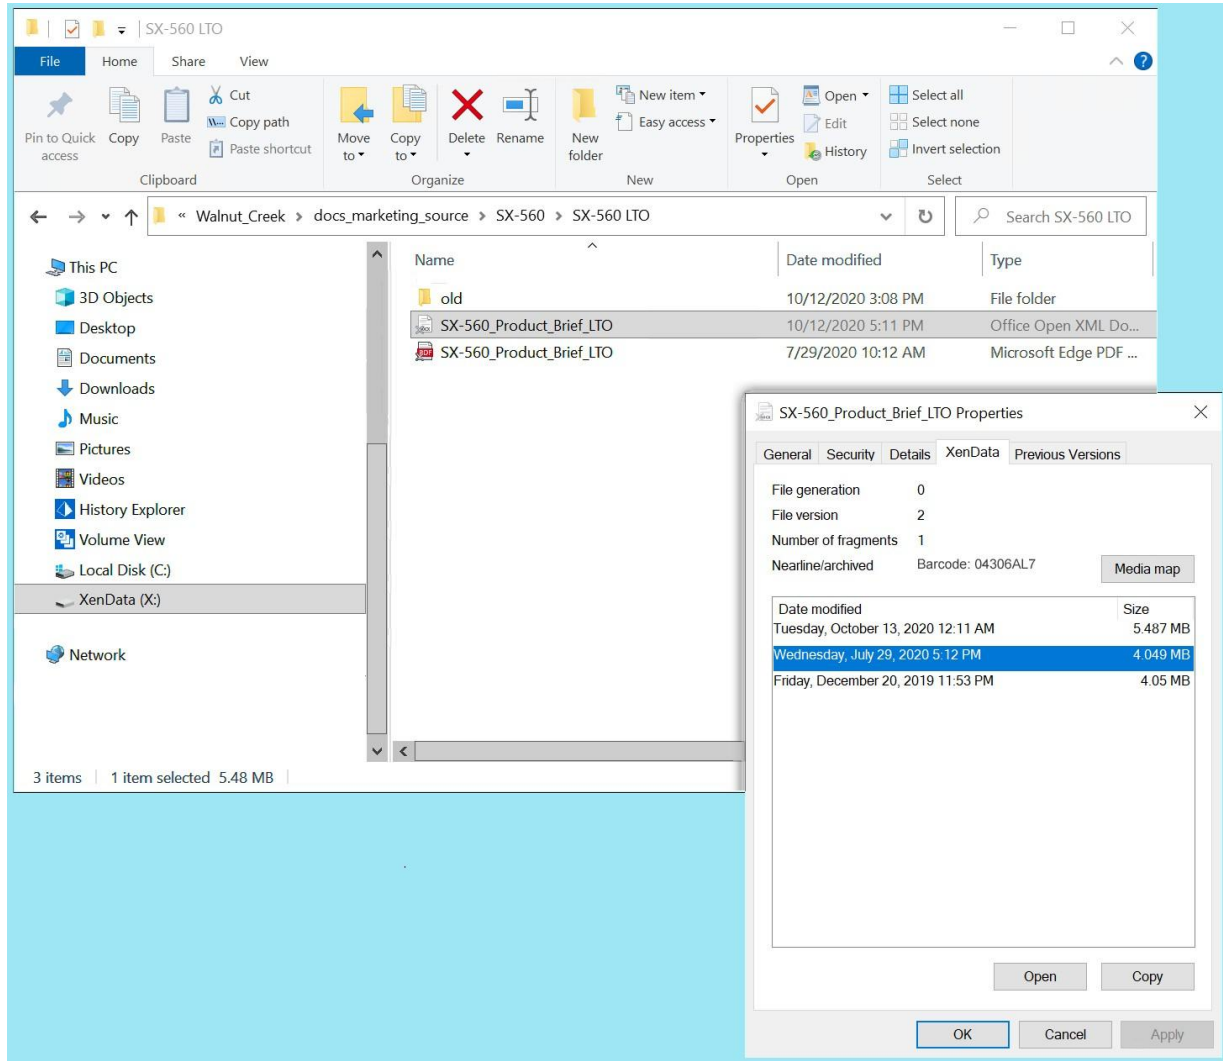 SX-560 LTO
File Home Share View
Pin to Quick access
Copy
Paste
Cut
Copy path
Paste shortcut
Clipboard
Move to
Copy to
Delete
Rename
Organize
New folder
New item
Easy access
New
Properties
Open
Edit
History
Open
Select all
Select none
Invert selection
Select
« Walnut_Creek > docs_marketing_source > SX-560 > SX-560 LTO
Search SX-560 LTO
This PC
3D Objects
Desktop
Documents
Downloads
Music
Pictures
Videos
History Explorer
Volume View
Local Disk (C:)
XenData (X:)
Network
Name Date modified Type
old 10/12/2020 3:08 PM File folder
SX-560_Product_Brief_LTO 10/12/2020 5:11 PM Office Open XML Do...
SX-560_Product_Brief_LTO 7/29/2020 10:12 AM Microsoft Edge PDF ...
3 items 1 item selected 5.48 MB
SX-560_Product_Brief_LTO Properties
General Security Details XenData Previous Versions
File generation 0
File version 2
Number of fragments 1
Nearline/archived Barcode: 04306AL7 Media map
Date modified Size
Tuesday, October 13, 2020 12:11 AM 5.487 MB
Wednesday, July 29, 2020 5:12 PM 4.049 MB
Friday, December 20, 2019 11:53 PM 4.05 MB
Open Copy
OK Cancel Apply